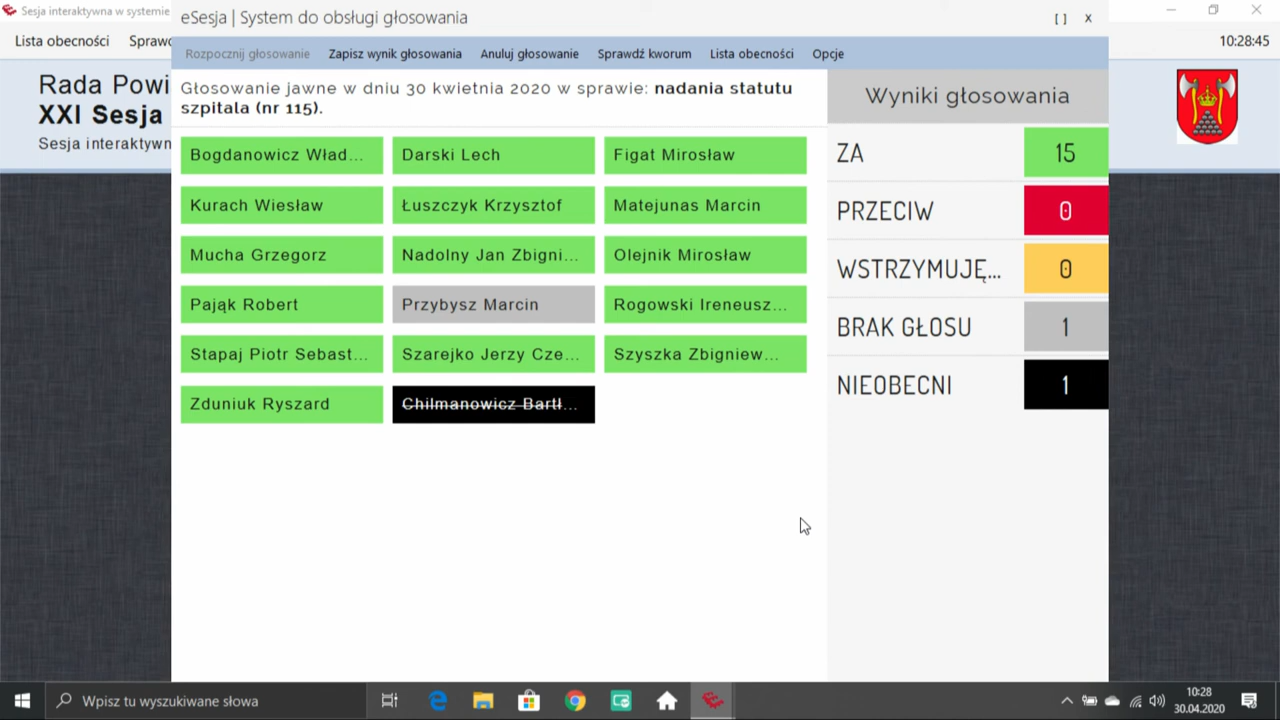 Sesja interaktywna w systemie
eSesja | System do obsługi głosowania
[ ] x
Lista obecności Sprawd
Rozpocznij głosowanie Zapisz wynik głosowania Anuluj głosowanie Sprawdź kworum Lista obecności Opcje
10:28:45
Rada Powi
XXI Sesja
Sesja interaktywn
Głosowanie jawne w dniu 30 kwietnia 2020 w sprawie: nadania statutu
szpitala (nr 115).
Wyniki głosowania
Bogdanowicz Wład... Darski Lech Figat Mirosław
ZA 15
Kurach Wiesław Łuszczyk Krzysztof Matejunas Marcin
PRZECIW 0
Mucha Grzegorz Nadolny Jan Zbigni... Olejnik Mirosław
WSTRZYMUJĘ... 0
Pająk Robert Przybysz Marcin Rogowski Ireneusz...
BRAK GŁOSU 1
Stapaj Piotr Sebast... Szarejko Jerzy Cze... Szyszka Zbigniew...
NIEOBECNI 1
Zduniuk Ryszard Chilmanowicz Bartł...
Wpisz tu wyszukiwane słowa
10:28
30.04.2020